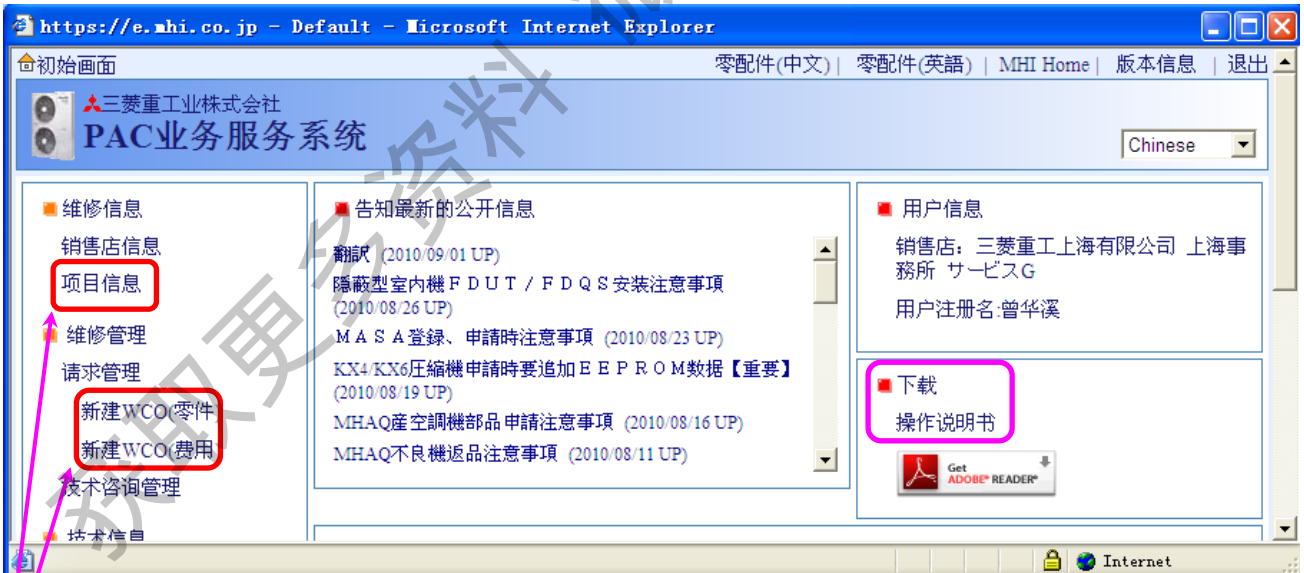 https://e.mhi.co.jp - Default - Microsoft Internet Explorer
初始画面
零配件(中文)| 零配件(英語) | MHI Home | 版本信息 | 退出
三菱重工业株式会社
PAC业务服务系统
Chinese
维修信息
销售店信息
项目信息
维修管理
请求管理
新建WCO(零件)
新建WCO(费用)
技术咨询管理
技术信息
告知最新的公开信息
翻訳 (2010/09/01 UP)
隠蔽型室内機FDUT/FDQS安装注意事項
(2010/08/26 UP)
MASA登録、申請時注意事項 (2010/08/23 UP)
KX4/KX6圧縮機申請時要追加EEPROM数据【重要】
(2010/08/19 UP)
MHAQ産空調機部品申請注意事項 (2010/08/16 UP)
MHAQ不良機返品注意事項 (2010/08/11 UP)
用户信息
销售店: 三菱重工上海有限公司 上海事
務所 サービスG
用户注册名:曾华溪
下载
操作说明书
Get
ADOBE® READER®
Internet
获取更多资料